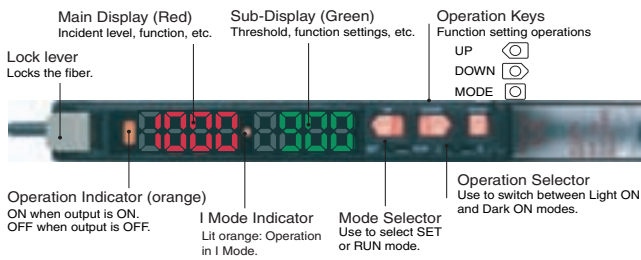 Main Display (Red)
Incident level, function, etc.
Sub-Display (Green)
Threshold, function settings, etc.
Operation Keys
Function setting operations
UP
DOWN
MODE
Lock lever
Locks the fiber.
1000
500
Operation Indicator (orange)
ON when output is ON.
OFF when output is OFF.
I Mode Indicator
Lit orange: Operation
in I Mode.
Mode Selector
Use to select SET
or RUN mode.
Operation Selector
Use to switch between Light ON
and Dark ON modes.